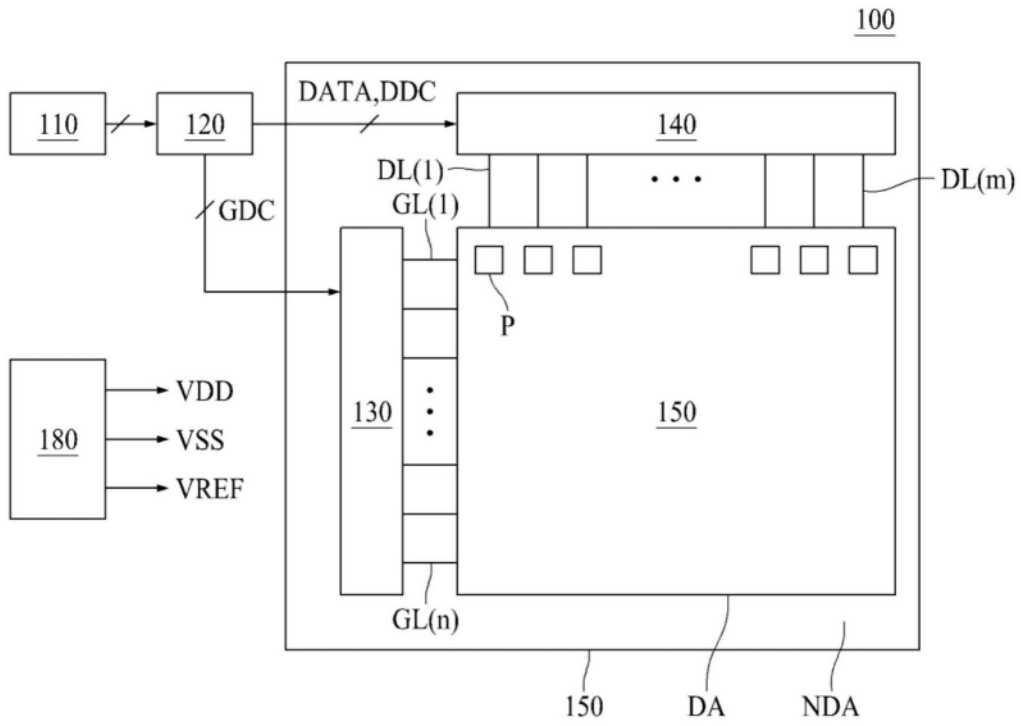 100
DATA,DDC
110
120
140
DL(1)
DL(m)
GDC
GL(1)
P
VDD
130
150
180
VSS
VREF
GL(n)
150
DA
NDA